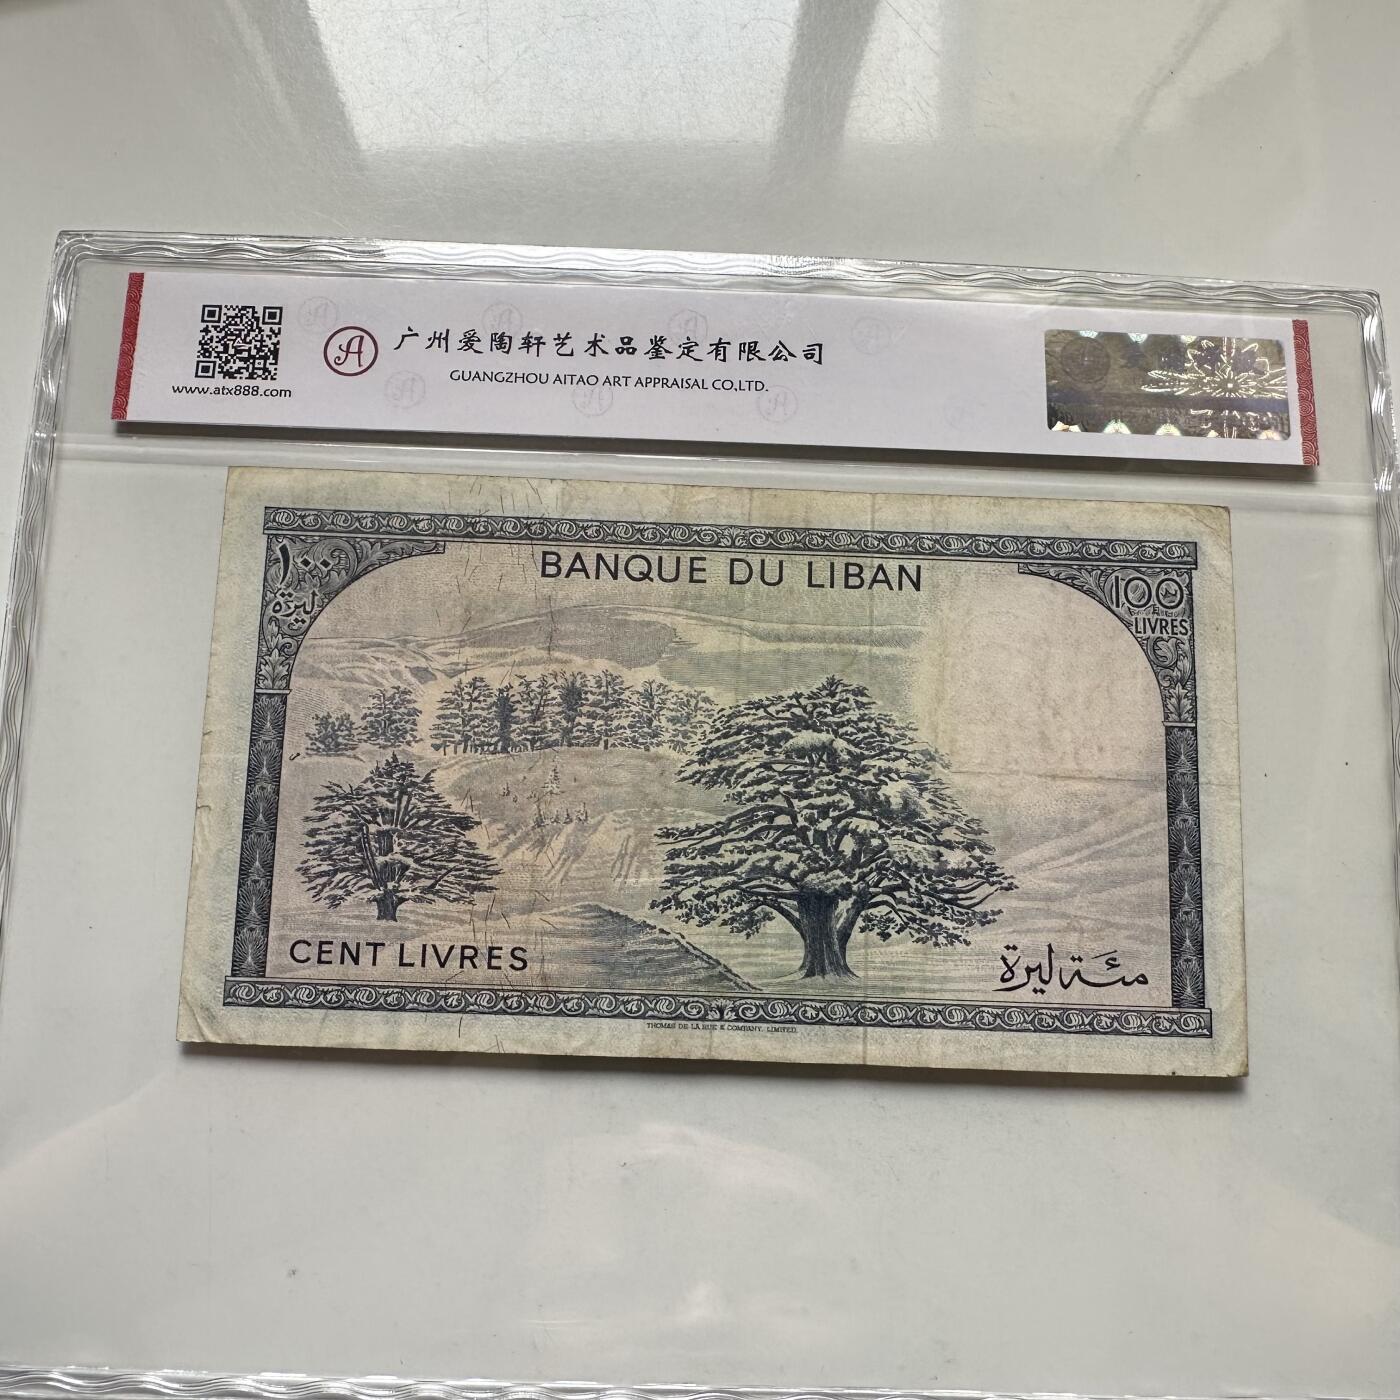 广州爱陶轩艺术品鉴定有限公司
GUANGZHOU AITAO ART APPRAISAL CO.,LTD.
www.atx888.com
A
BANQUE DU LIBAN
١٠٠
ليرة
100
LIVRES
CENT LIVRES
مئة ليرة
THOMAS DE LA RUE & COMPANY, LIMITED.